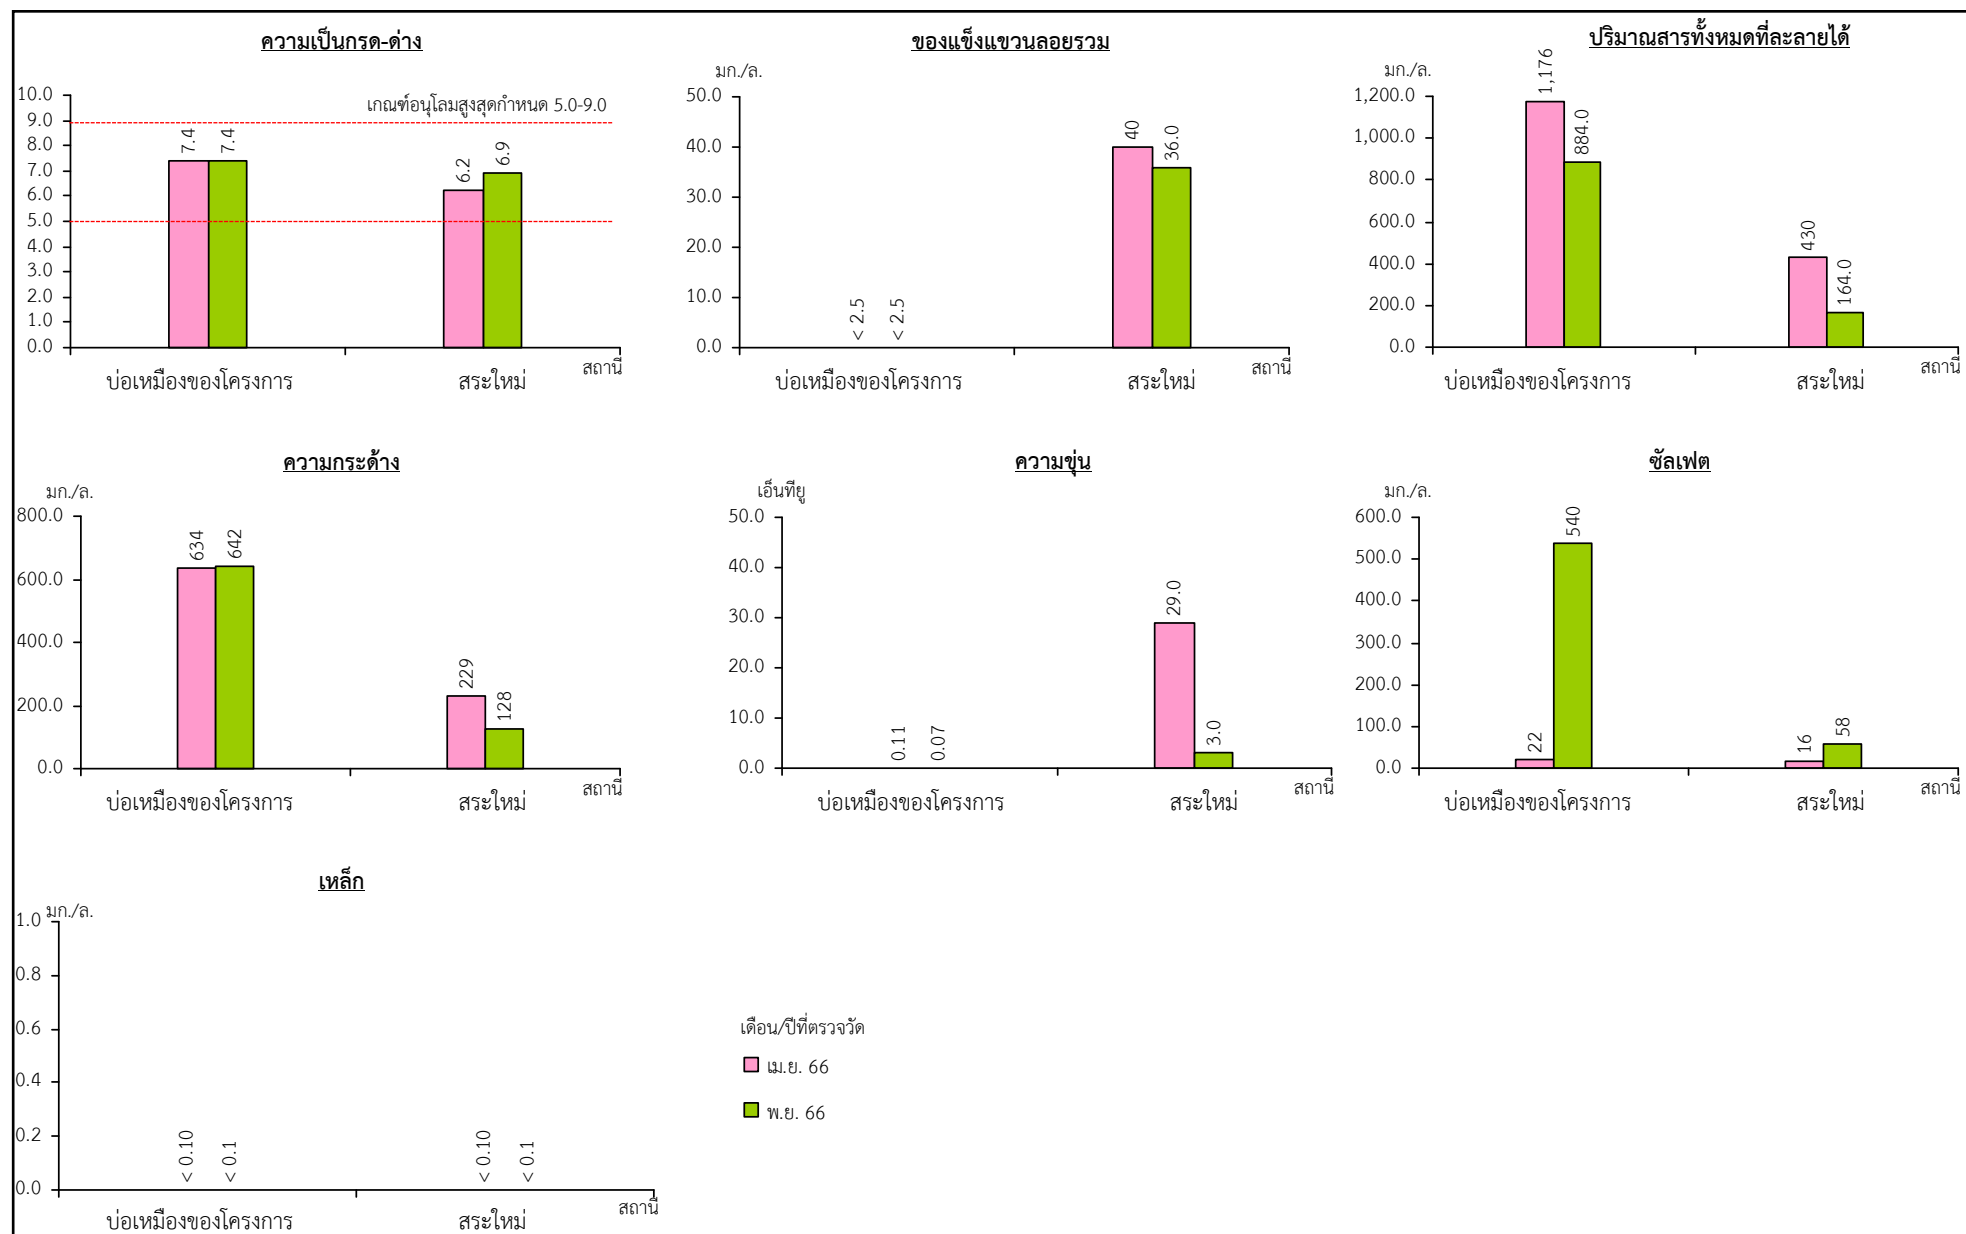 ความเป็นกรด-ด่าง
10.0
9.0
8.0
7.0
6.0
5.0
4.0
3.0
2.0
1.0
0.0
เกณฑ์อนุโลมสูงสุดกำหนด 5.0-9.0
7.4
7.4
6.2
6.9
บ่อเหมืองของโครงการ
สระใหม่
สถานี
ของแข็งแขวนลอยรวม
มก./ล.
50.0
40.0
30.0
20.0
10.0
0.0
< 2.5
< 2.5
40
36.0
บ่อเหมืองของโครงการ
สระใหม่
สถานี
ปริมาณสารทั้งหมดที่ละลายได้
มก./ล.
1,200.0
1,000.0
800.0
600.0
400.0
200.0
0.0
1,176
884.0
430
164.0
บ่อเหมืองของโครงการ
สระใหม่
สถานี
ความกระด้าง
มก./ล.
800.0
600.0
400.0
200.0
0.0
634
642
229
128
บ่อเหมืองของโครงการ
สระใหม่
สถานี
ความขุ่น
เอ็นทียู
50.0
40.0
30.0
20.0
10.0
0.0
0.11
0.07
29.0
3.0
บ่อเหมืองของโครงการ
สระใหม่
สถานี
ซัลเฟต
มก./ล.
600.0
500.0
400.0
300.0
200.0
100.0
0.0
22
540
16
58
บ่อเหมืองของโครงการ
สระใหม่
สถานี
เหล็ก
มก./ล.
1.0
0.8
0.6
0.4
0.2
0.0
< 0.10
< 0.1
< 0.10
< 0.1
บ่อเหมืองของโครงการ
สระใหม่
สถานี
เดือน/ปีที่ตรวจวัด
เม.ย. 66
พ.ย. 66